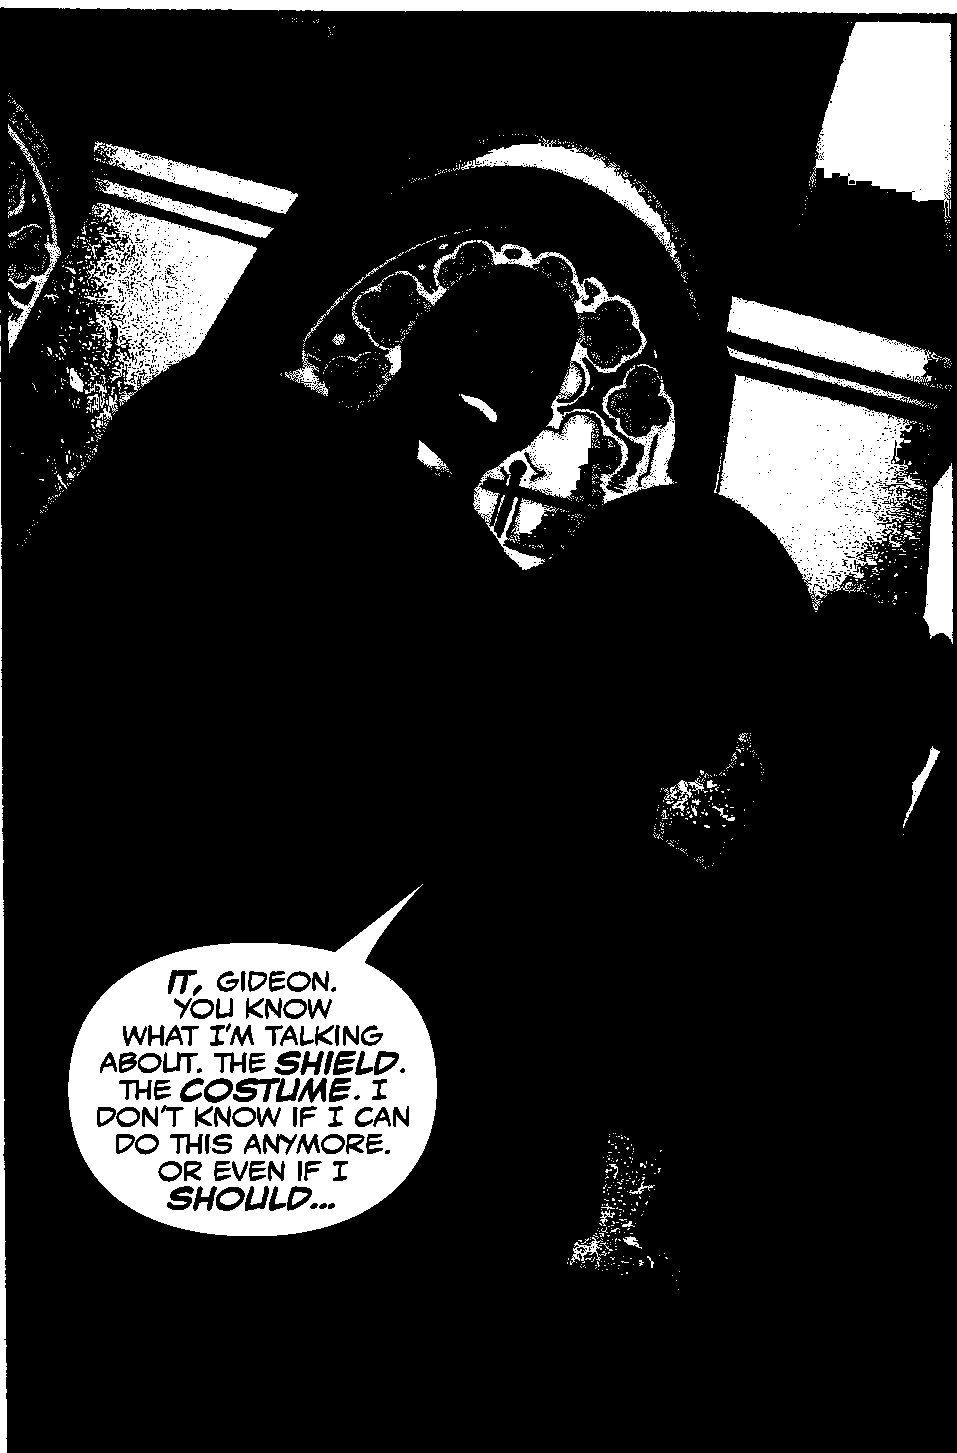 IT, GIDEON.
YOU KNOW
WHAT I'M TALKING
ABOUT. THE SHIELD.
THE COSTUME. I
DON'T KNOW IF I CAN
DO THIS ANYMORE.
OR EVEN IF I
SHOULD...